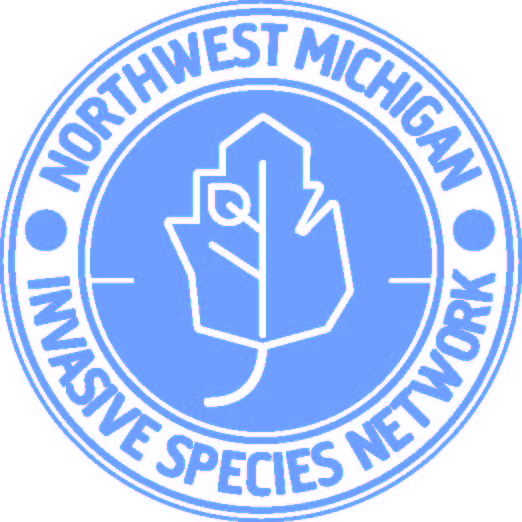 NORTHWEST MICHIGAN
INVASIVE SPECIES NETWORK